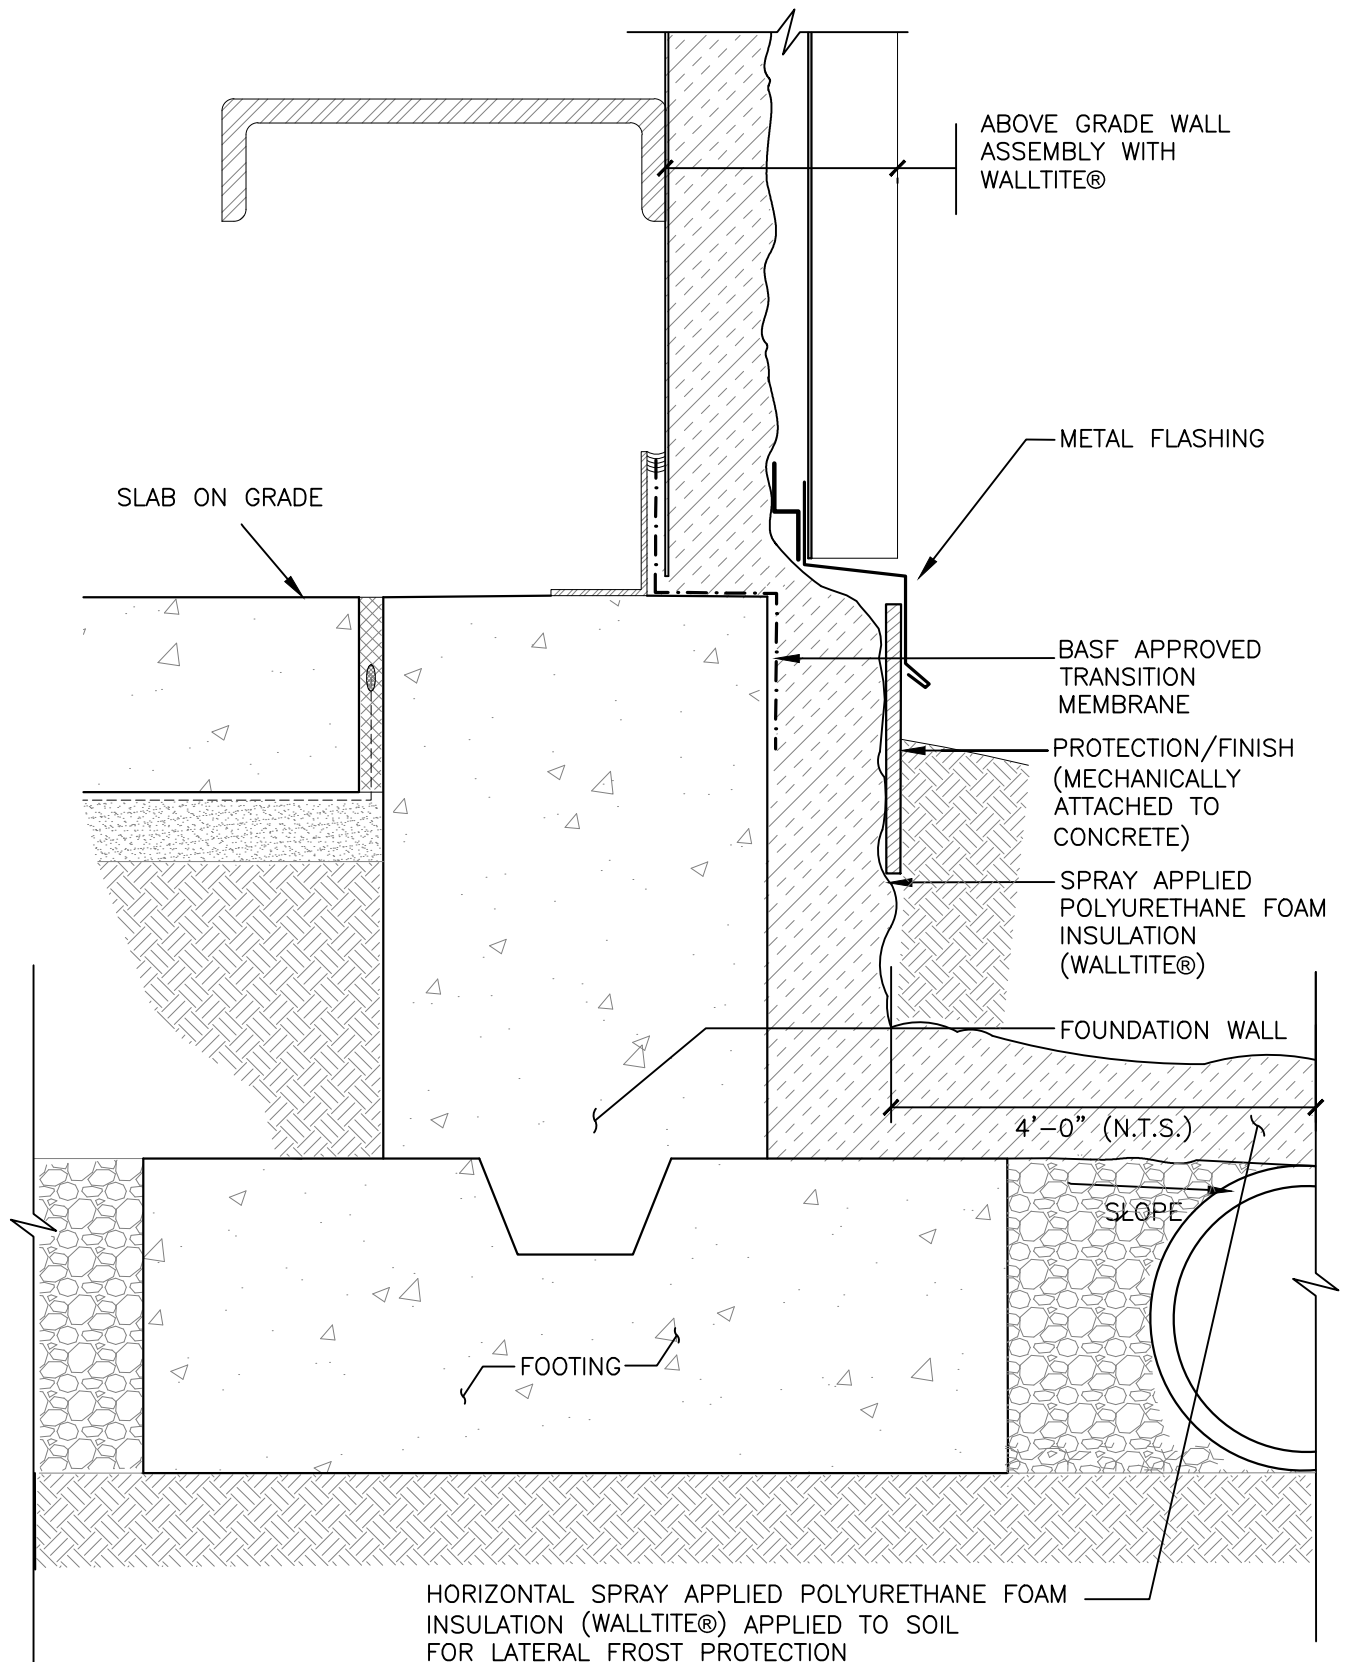 ABOVE GRADE WALL
ASSEMBLY WITH
WALLTITE®
METAL FLASHING
SLAB ON GRADE
BASF APPROVED
TRANSITION
MEMBRANE
PROTECTION/FINISH
(MECHANICALLY
ATTACHED TO
CONCRETE)
SPRAY APPLIED
POLYURETHANE FOAM
INSULATION
(WALLTITE®)
FOUNDATION WALL
4'-0" (N.T.S.)
SLOPE
FOOTING
HORIZONTAL SPRAY APPLIED POLYURETHANE FOAM
INSULATION (WALLTITE®) APPLIED TO SOIL
FOR LATERAL FROST PROTECTION